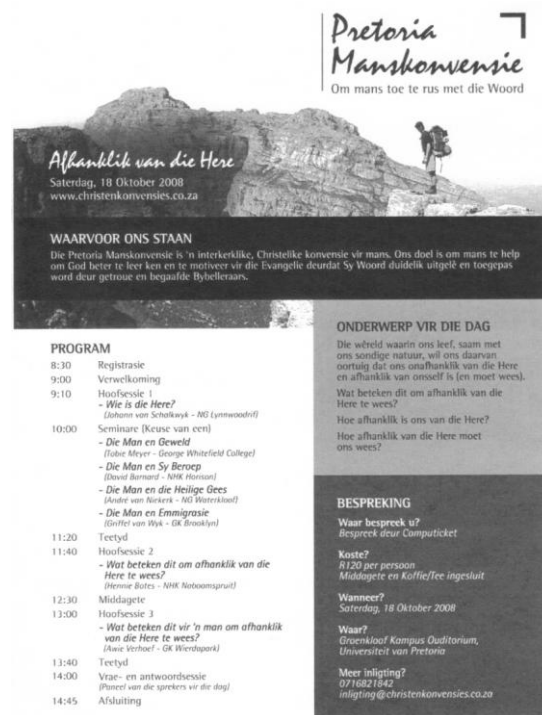 Pretoria
Manskonvensie
Om mans toe te rus met die Woord
Afhanklik van die Here
Saterdag, 18 Oktober 2008
www.christenkonvensies.co.za
WAARVOOR ONS STAAN
Die Pretoria Manskonvensie is 'n interkerklike, Christelike konvensie vir mans. Ons doel is om mans te help
om God beter te leer ken en te motiveer vir die Evangelie deurdat Sy Woord duidelik uitgelê en toegepas
word deur getroue en begaafde Bybelleraars.
PROGRAM
8:30 Registrasie
9:00 Verwelkoming
9:10 Hoofsessie 1
- Wie is die Here?
(Johann van Schalkwyk - NG Lynnwoodrif)
10:00 Seminare (Keuse van een)
- Die Man en Geweld
(Tobie Meyer - George Whitefield College)
- Die Man en Sy Beroep
(David Barnard - NHK Horison)
- Die Man en die Heilige Gees
(André van Niekerk - NG Waterkloof)
- Die Man en Emmigrasie
(Griffel van Wyk - GK Brooklyn)
11:20 Teetyd
11:40 Hoofsessie 2
- Wat beteken dit om afhanklik van die
Here te wees?
(Hennie Botes - NHK Naboomspruit)
12:30 Middagete
13:00 Hoofsessie 3
- Wat beteken dit vir 'n man om afhanklik
van die Here te wees?
(Awie Verhoef - GK Wierdapark)
13:40 Teetyd
14:00 Vrae- en antwoordsessie
(Paneel van die sprekers vir die dag)
14:45 Afsluiting
ONDERWERP VIR DIE DAG
Die wêreld waarin ons leef, saam met
ons sondige natuur, wil ons daarvan
oortuig dat ons onafhanklik van die Here
en afhanklik van onsself is (en moet wees).
Wat beteken dit om afhanklik van die
Here te wees?
Hoe afhanklik is ons van die Here?
Hoe afhanklik van die Here moet
ons wees?
BESPREKING
Waar bespreek u?
Bespreek deur Computicket
Koste?
R120 per persoon
Middagete en Koffie/Tee ingesluit
Wanneer?
Saterdag, 18 Oktober 2008
Waar?
Groenkloof Kampus Ouditorium,
Universiteit van Pretoria
Meer inligting?
0716821842
inligting@christenkonvensies.co.za